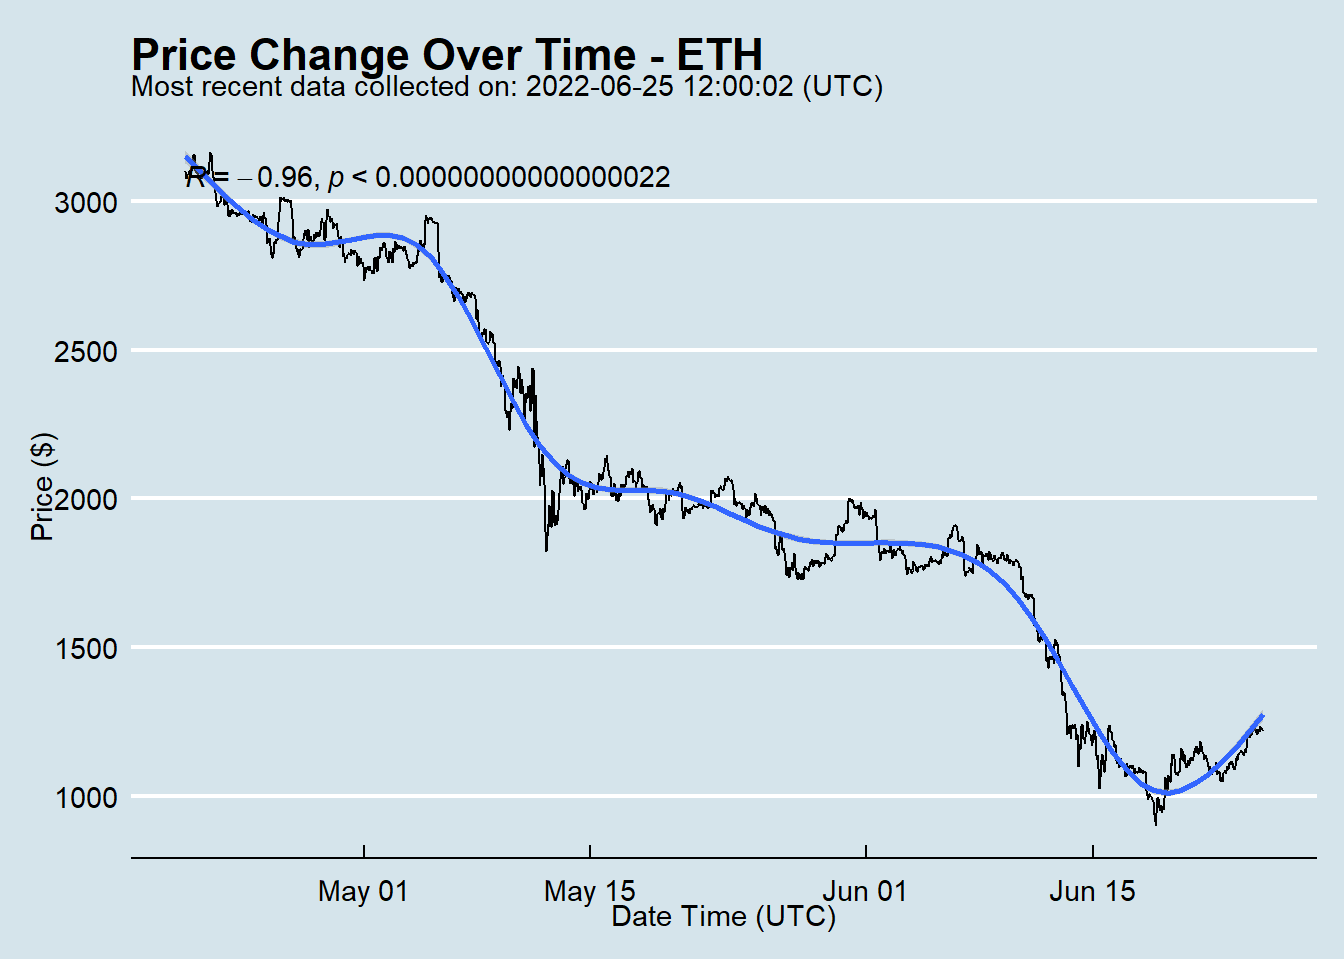 Price Change Over Time - ETH
Most recent data collected on: 2022-06-25 12:00:02 (UTC)
R = −0.96, p < 0.00000000000000022
3000
2500
2000
1500
1000
Price ($)
May 01
May 15
Jun 01
Jun 15
Date Time (UTC)